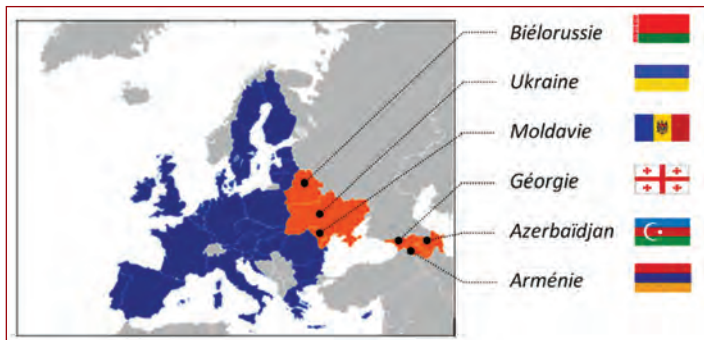 Biélorussie
Ukraine
Moldavie
Géorgie
Azerbaïdjan
Arménie